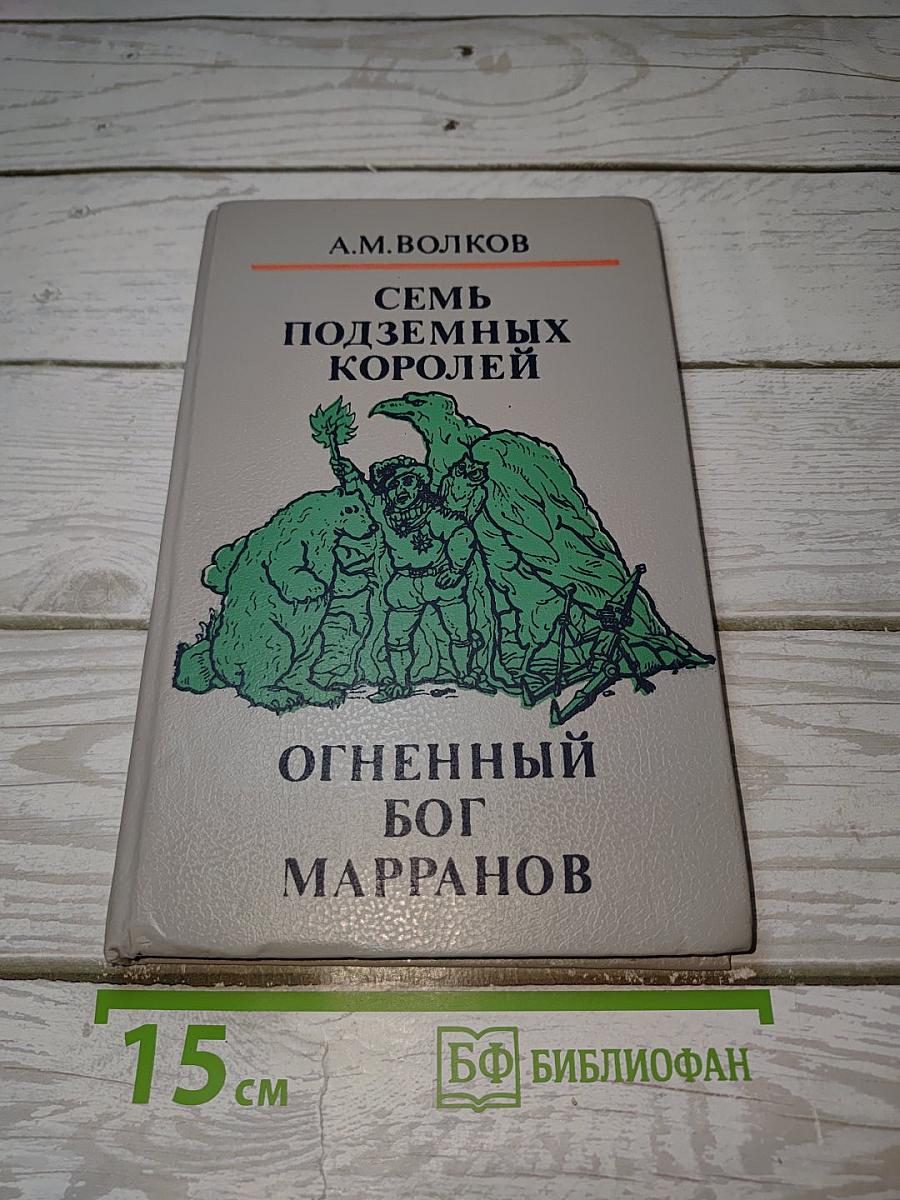 А.М.ВОЛКОВ
СЕМЬ
ПОДЗЕМНЫХ
КОРОЛЕЙ
ОГНЕННЫЙ
БОГ
МАРРАНОВ
15 см
БФ БИБЛИОФАН